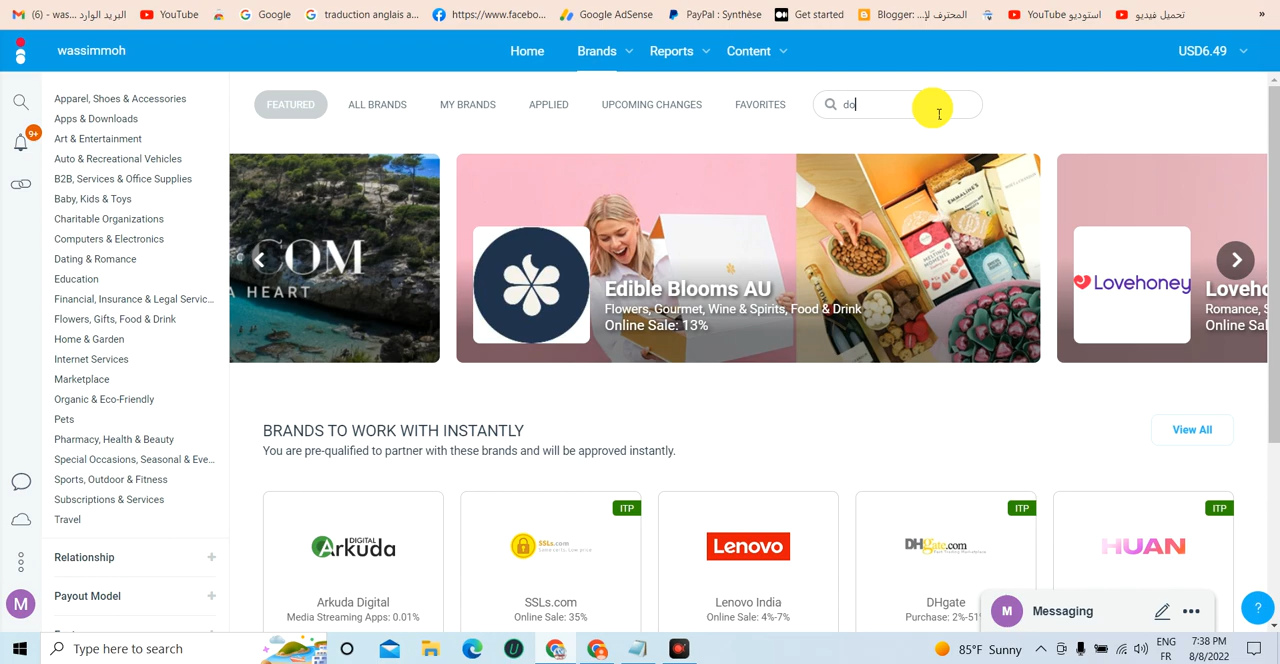 (6) - was... البريد الوارد
YouTube
Google
traduction anglais a...
https://www.facebo...
Google AdSense
PayPal : Synthèse
Get started
Blogger: المحترف لإ...
YouTube استوديو
تحميل فيديو
»
wassimmoh
Home
Brands
Reports
Content
USD6.49
9+
Apparel, Shoes & Accessories
Apps & Downloads
Art & Entertainment
Auto & Recreational Vehicles
B2B, Services & Office Supplies
Baby, Kids & Toys
Charitable Organizations
Computers & Electronics
Dating & Romance
Education
Financial, Insurance & Legal Servic...
Flowers, Gifts, Food & Drink
Home & Garden
Internet Services
Marketplace
Organic & Eco-Friendly
Pets
Pharmacy, Health & Beauty
Special Occasions, Seasonal & Eve...
Sports, Outdoor & Fitness
Subscriptions & Services
Travel
Relationship +
Payout Model +
M
FEATURED
ALL BRANDS
MY BRANDS
APPLIED
UPCOMING CHANGES
FAVORITES
do
COM
A HEART
Edible Blooms AU
Flowers, Gourmet, Wine & Spirits, Food & Drink
Online Sale: 13%
Lovehoney
Loveho
Romance, S
Online Sal
BRANDS TO WORK WITH INSTANTLY
View All
You are pre-qualified to partner with these brands and will be approved instantly.
DIGITAL
Arkuda
Arkuda Digital
Media Streaming Apps: 0.01%
ITP
SSLs.com
SSLs.com
Online Sale: 35%
Lenovo
Lenovo India
Online Sale: 4%-7%
ITP
DHgate.com
DHgate
Purchase: 2%-51
ITP
HUAN
M
Messaging
?
Type here to search
85°F Sunny
ENG
FR
7:38 PM
8/8/2022